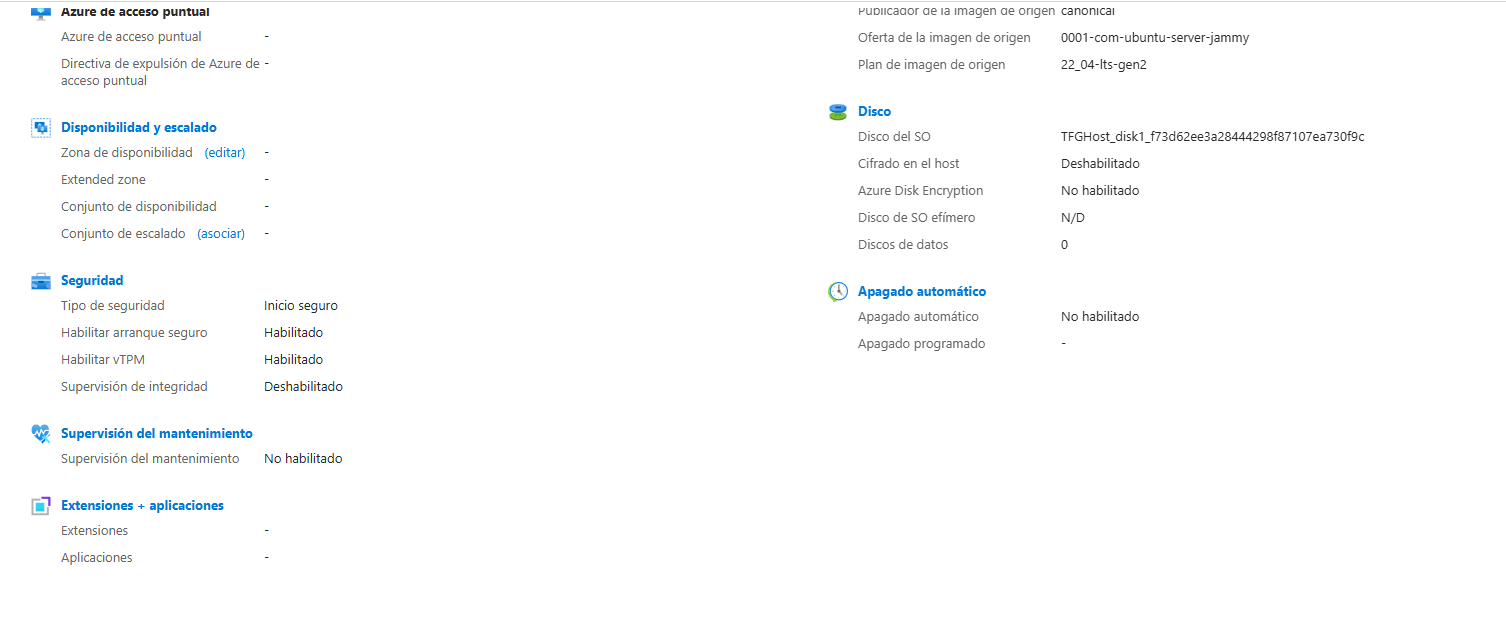 Azure de acceso puntual
Azure de acceso puntual -
Directiva de expulsión de Azure de -
acceso puntual
Disponibilidad y escalado
Zona de disponibilidad (editar) -
Extended zone -
Conjunto de disponibilidad -
Conjunto de escalado (asociar) -
Seguridad
Tipo de seguridad Inicio seguro
Habilitar arranque seguro Habilitado
Habilitar vTPM Habilitado
Supervisión de integridad Deshabilitado
Supervisión del mantenimiento
Supervisión del mantenimiento No habilitado
Extensiones + aplicaciones
Extensiones -
Aplicaciones -
Publicador de la imagen de origen canonical
Oferta de la imagen de origen 0001-com-ubuntu-server-jammy
Plan de imagen de origen 22_04-lts-gen2
Disco
Disco del SO TFGHost_disk1_f73d62ee3a28444298f87107ea730f9c
Cifrado en el host Deshabilitado
Azure Disk Encryption No habilitado
Disco de SO efímero N/D
Discos de datos 0
Apagado automático
Apagado automático No habilitado
Apagado programado -